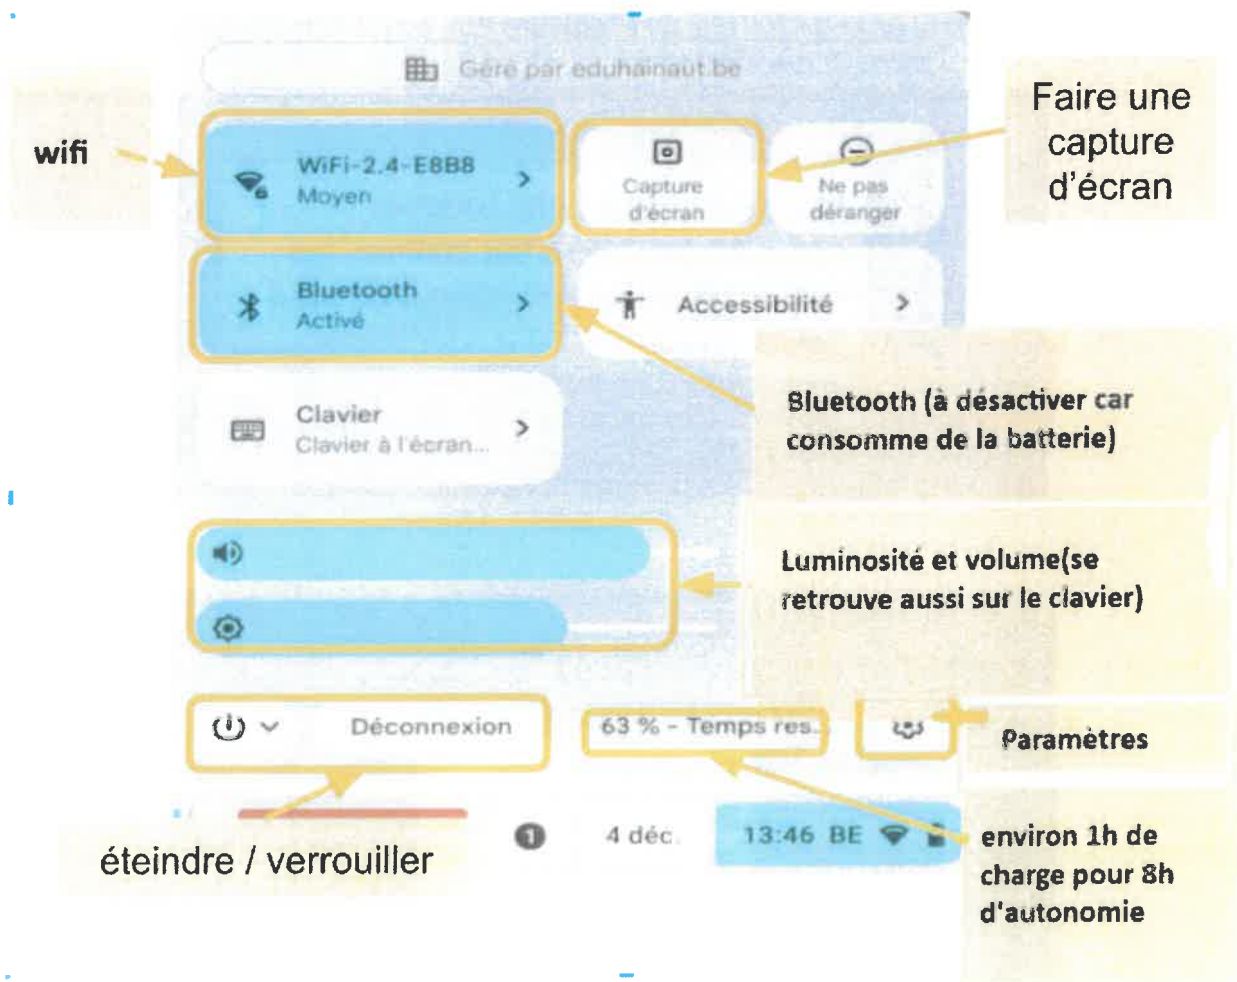 Géré par eduhainaut.be
Faire une
capture
d'écran
wifi
WiFi-2.4-E8B8
Moyen
Capture
d'écran
Ne pas
déranger
Bluetooth
Activé
Accessibilité
Bluetooth (à désactiver car
consomme de la batterie)
Clavier
Clavier à l'écran...
Luminosité et volume(se
retrouve aussi sur le clavier)
Déconnexion
63 % - Temps res...
Paramètres
1
4 déc.
13:46 BE
éteindre / verrouiller
environ 1h de
charge pour 8h
d'autonomie